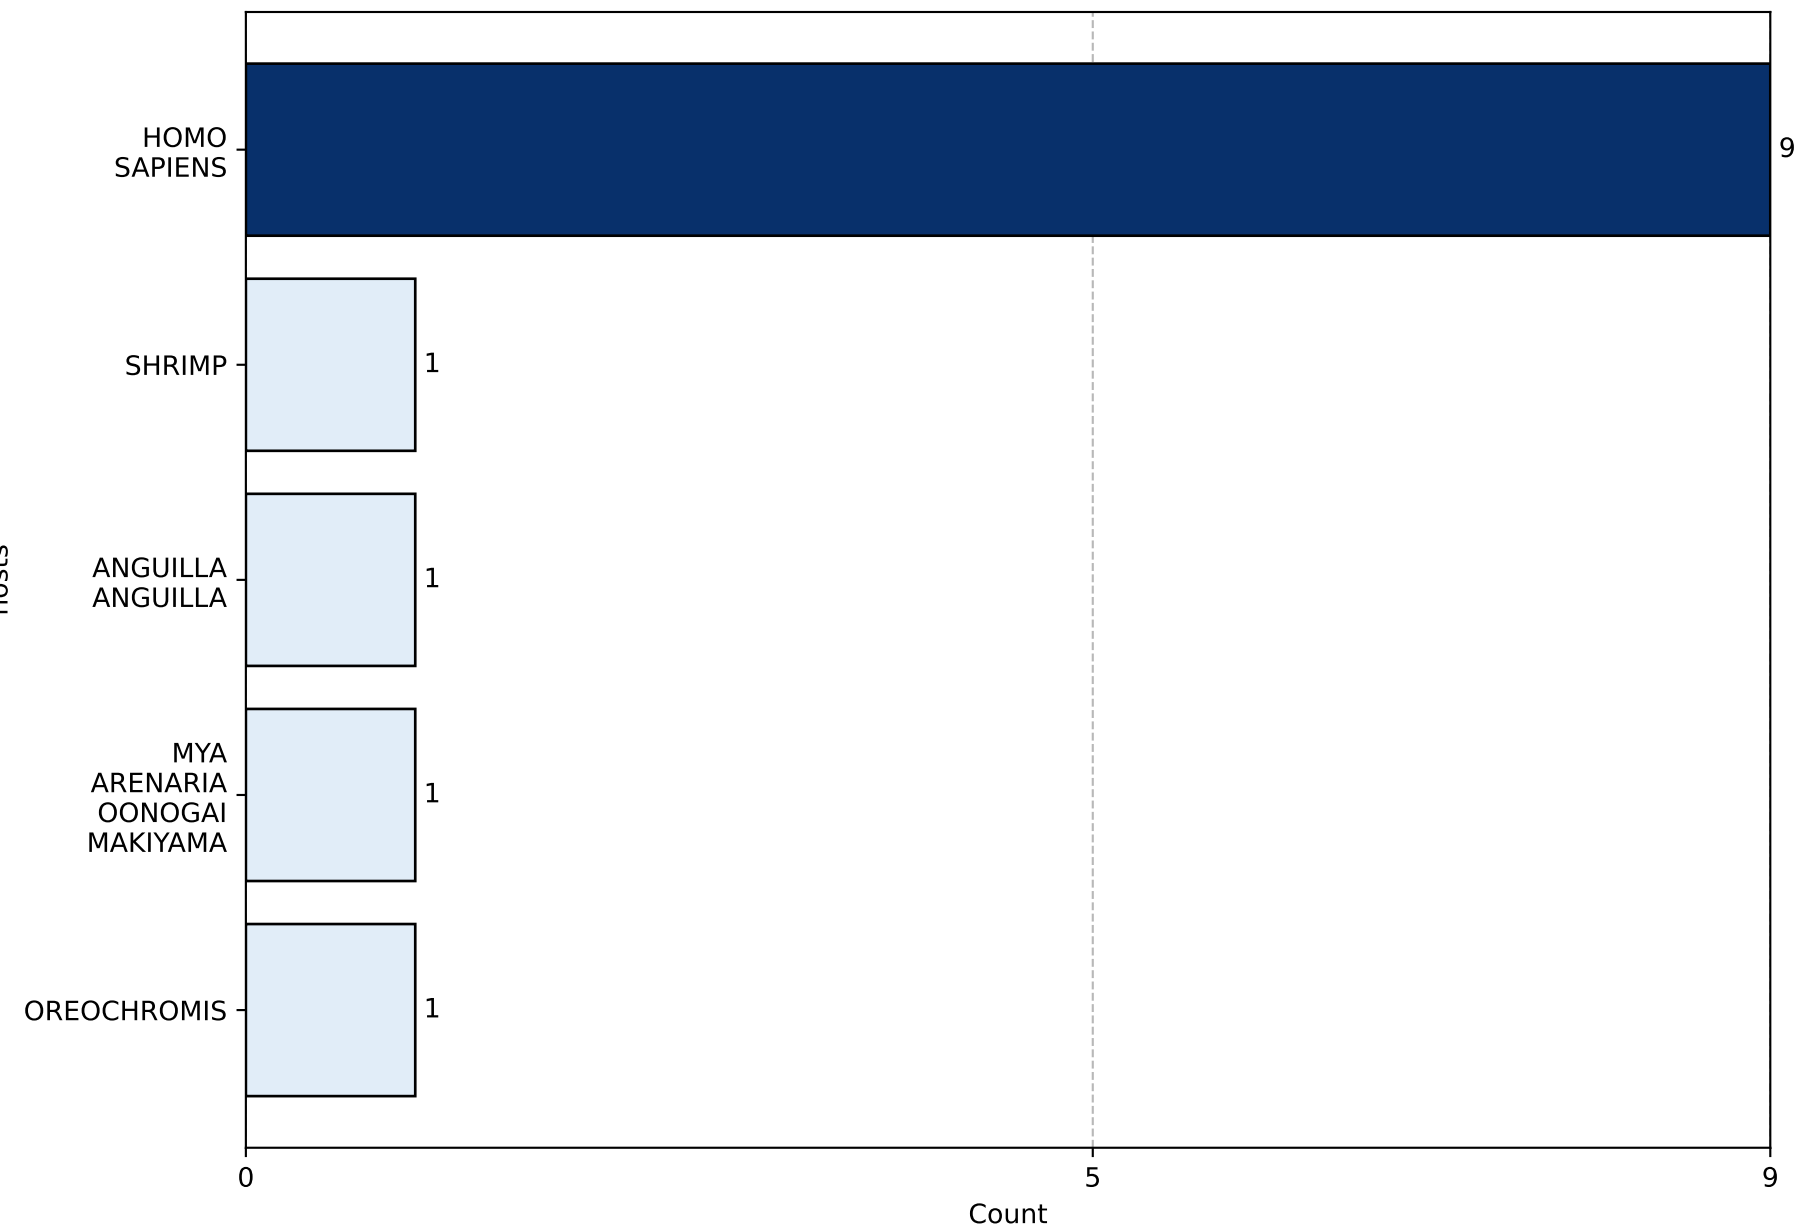 HOMO
SAPIENS
9
SHRIMP
1
ANGUILLA
ANGUILLA
1
MYA
ARENARIA
OONOGAI
MAKIYAMA
1
OREOCHROMIS
1
0 5 9
Count